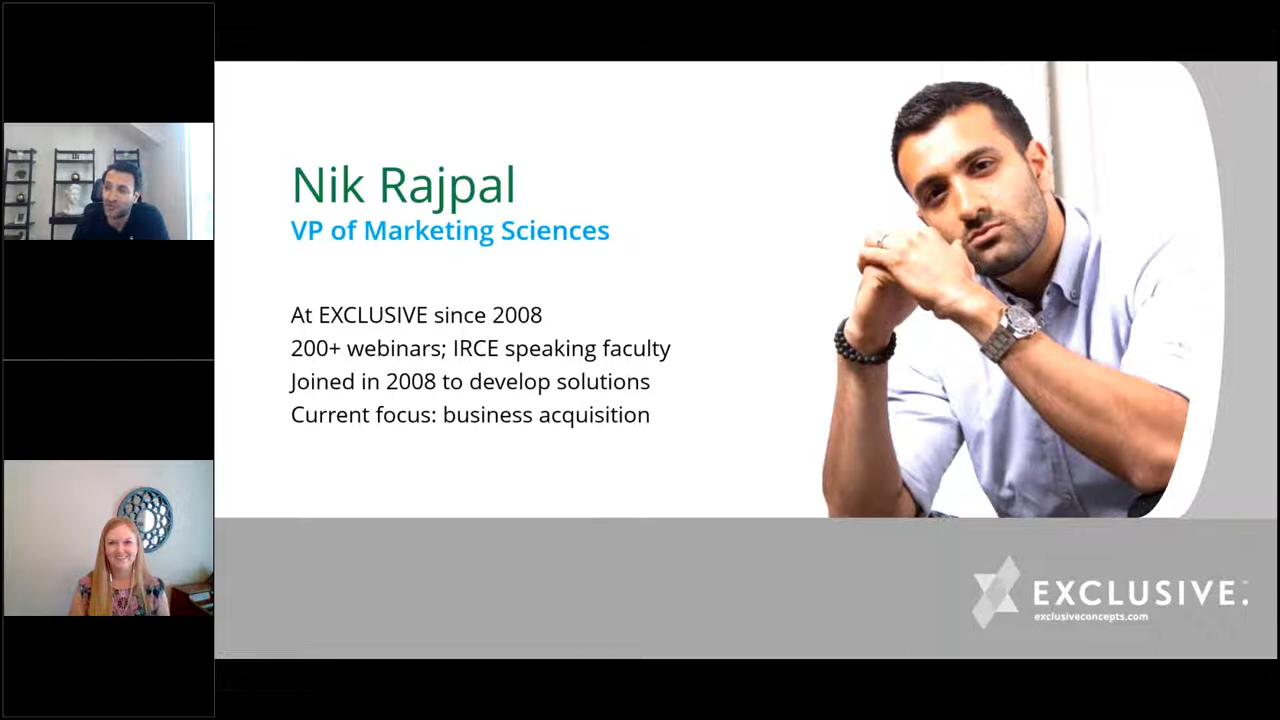 Nik Rajpal
VP of Marketing Sciences
At EXCLUSIVE since 2008
200+ webinars; IRCE speaking faculty
Joined in 2008 to develop solutions
Current focus: business acquisition
EXCLUSIVE.
exclusiveconcepts.com